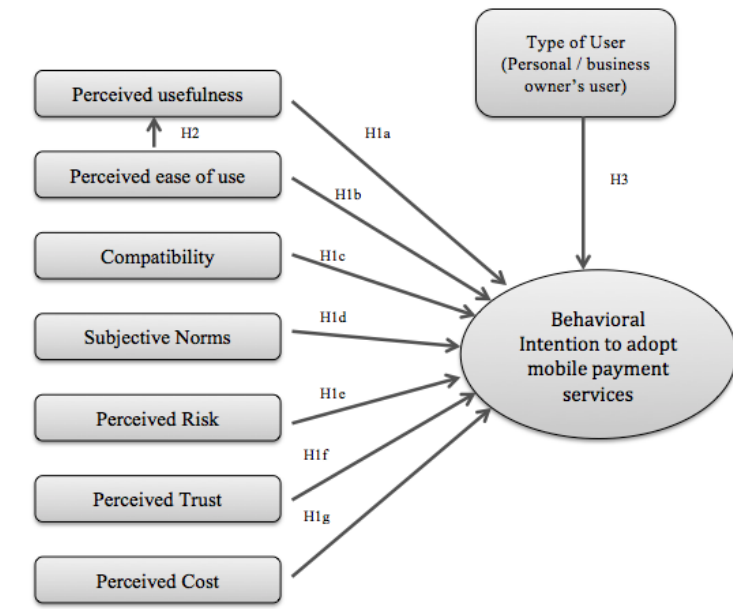 Type of User
(Personal / business
owner's user)
Perceived usefulness
H2
H1a
Perceived ease of use
H1b
H3
Compatibility
H1c
Subjective Norms
H1d
Behavioral
Intention to adopt
mobile payment
services
Perceived Risk
H1e
H1f
Perceived Trust
H1g
Perceived Cost